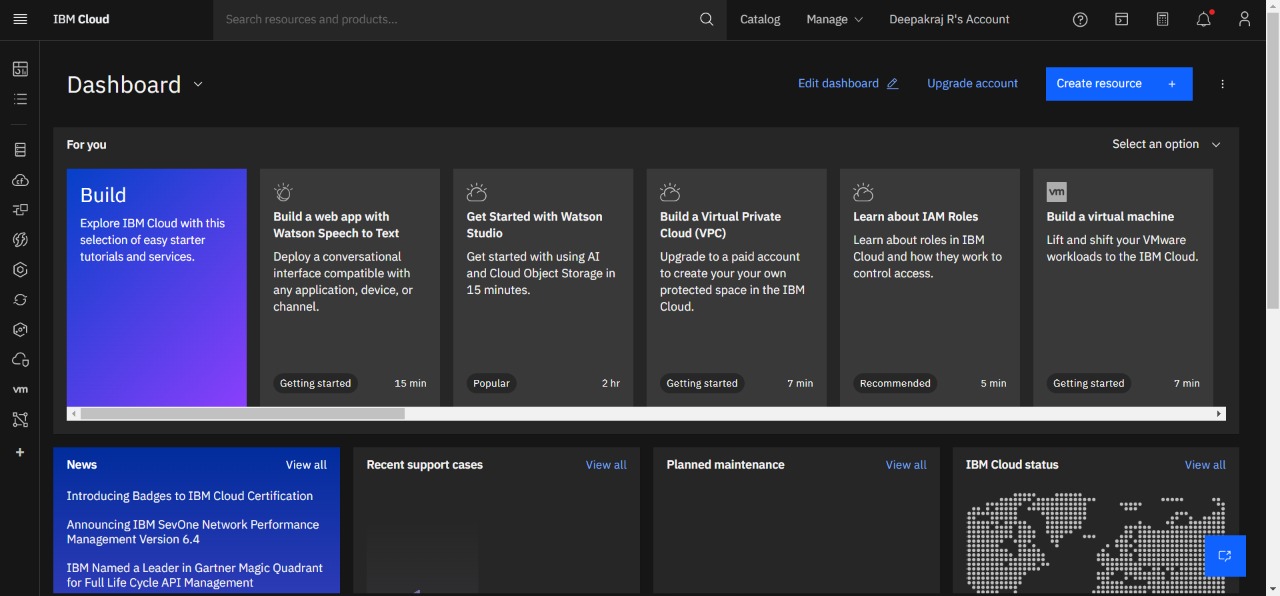 IBM Cloud
Search resources and products...
Catalog
Manage
Deepakraj R's Account
Dashboard
Edit dashboard
Upgrade account
Create resource +
For you
Select an option
Build
Explore IBM Cloud with this
selection of easy starter
tutorials and services.
Build a web app with
Watson Speech to Text
Deploy a conversational
interface compatible with
any application, device, or
channel.
Getting started
15 min
Get Started with Watson
Studio
Get started with using AI
and Cloud Object Storage in
15 minutes.
Popular
2 hr
Build a Virtual Private
Cloud (VPC)
Upgrade to a paid account
to create your your own
protected space in the IBM
Cloud.
Getting started
7 min
Learn about IAM Roles
Learn about roles in IBM
Cloud and how they work to
control access.
Recommended
5 min
vm
Build a virtual machine
Lift and shift your VMware
workloads to the IBM Cloud.
Getting started
7 min
vm
News
View all
Introducing Badges to IBM Cloud Certification
Announcing IBM SevOne Network Performance
Management Version 6.4
IBM Named a Leader in Gartner Magic Quadrant
for Full Life Cycle API Management
Recent support cases
View all
Planned maintenance
View all
IBM Cloud status
View all